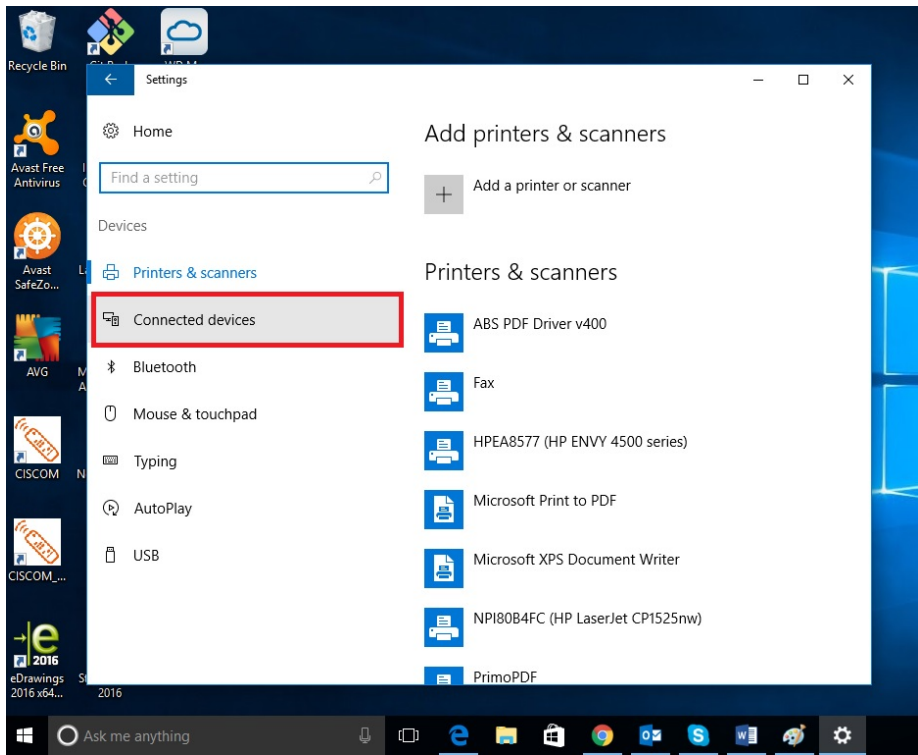 Recycle Bin
Settings
Home
Find a setting
Devices
Printers & scanners
Connected devices
Bluetooth
Mouse & touchpad
Typing
AutoPlay
USB
Add printers & scanners
Add a printer or scanner
Printers & scanners
ABS PDF Driver v400
Fax
HPEA8577 (HP ENVY 4500 series)
Microsoft Print to PDF
Microsoft XPS Document Writer
NPI80B4FC (HP LaserJet CP1525nw)
PrimoPDF
Avast Free
Antivirus
Avast
SafeZo...
AVG
CISCOM
CISCOM_...
2016
eDrawings
2016 x64...
2016
Ask me anything